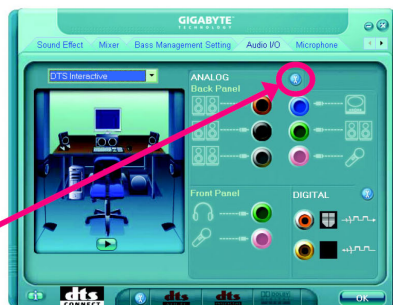 GIGABYTE
TECHNOLOGY
Sound Effect Mixer Bass Management Setting Audio I/O Microphone
DTS Interactive
ANALOG
Back Panel
Front Panel
DIGITAL
dts
CONNECT
dts
dts
OK